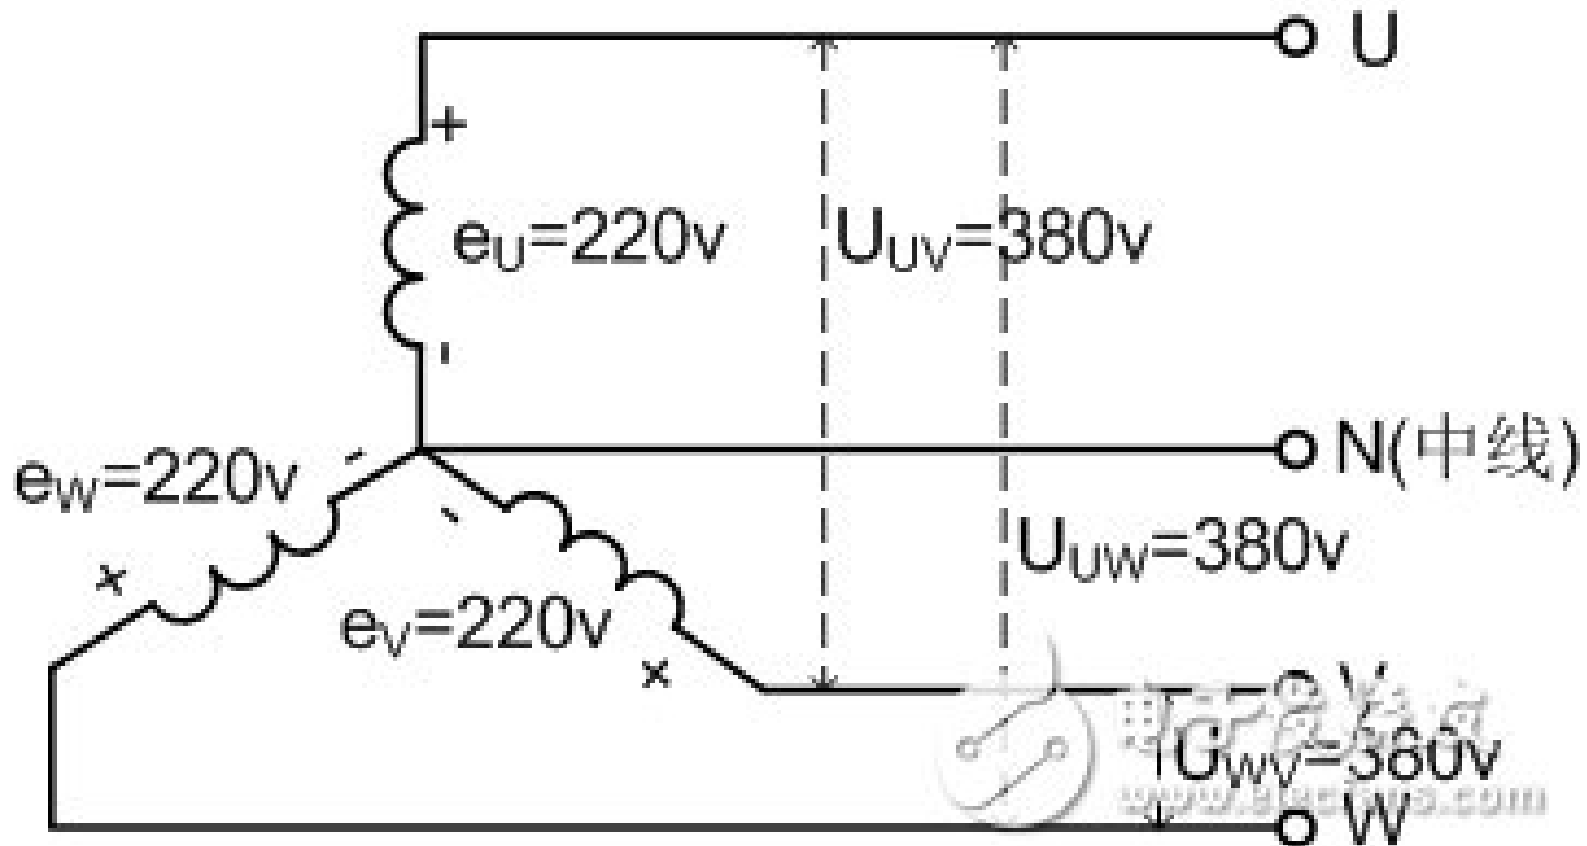 U
+
eU=220v
UUV=380v
-
N(中线)
eW=220v
-
-
UUW=380v
+
eV=220v
+
V
UWV=380v
W